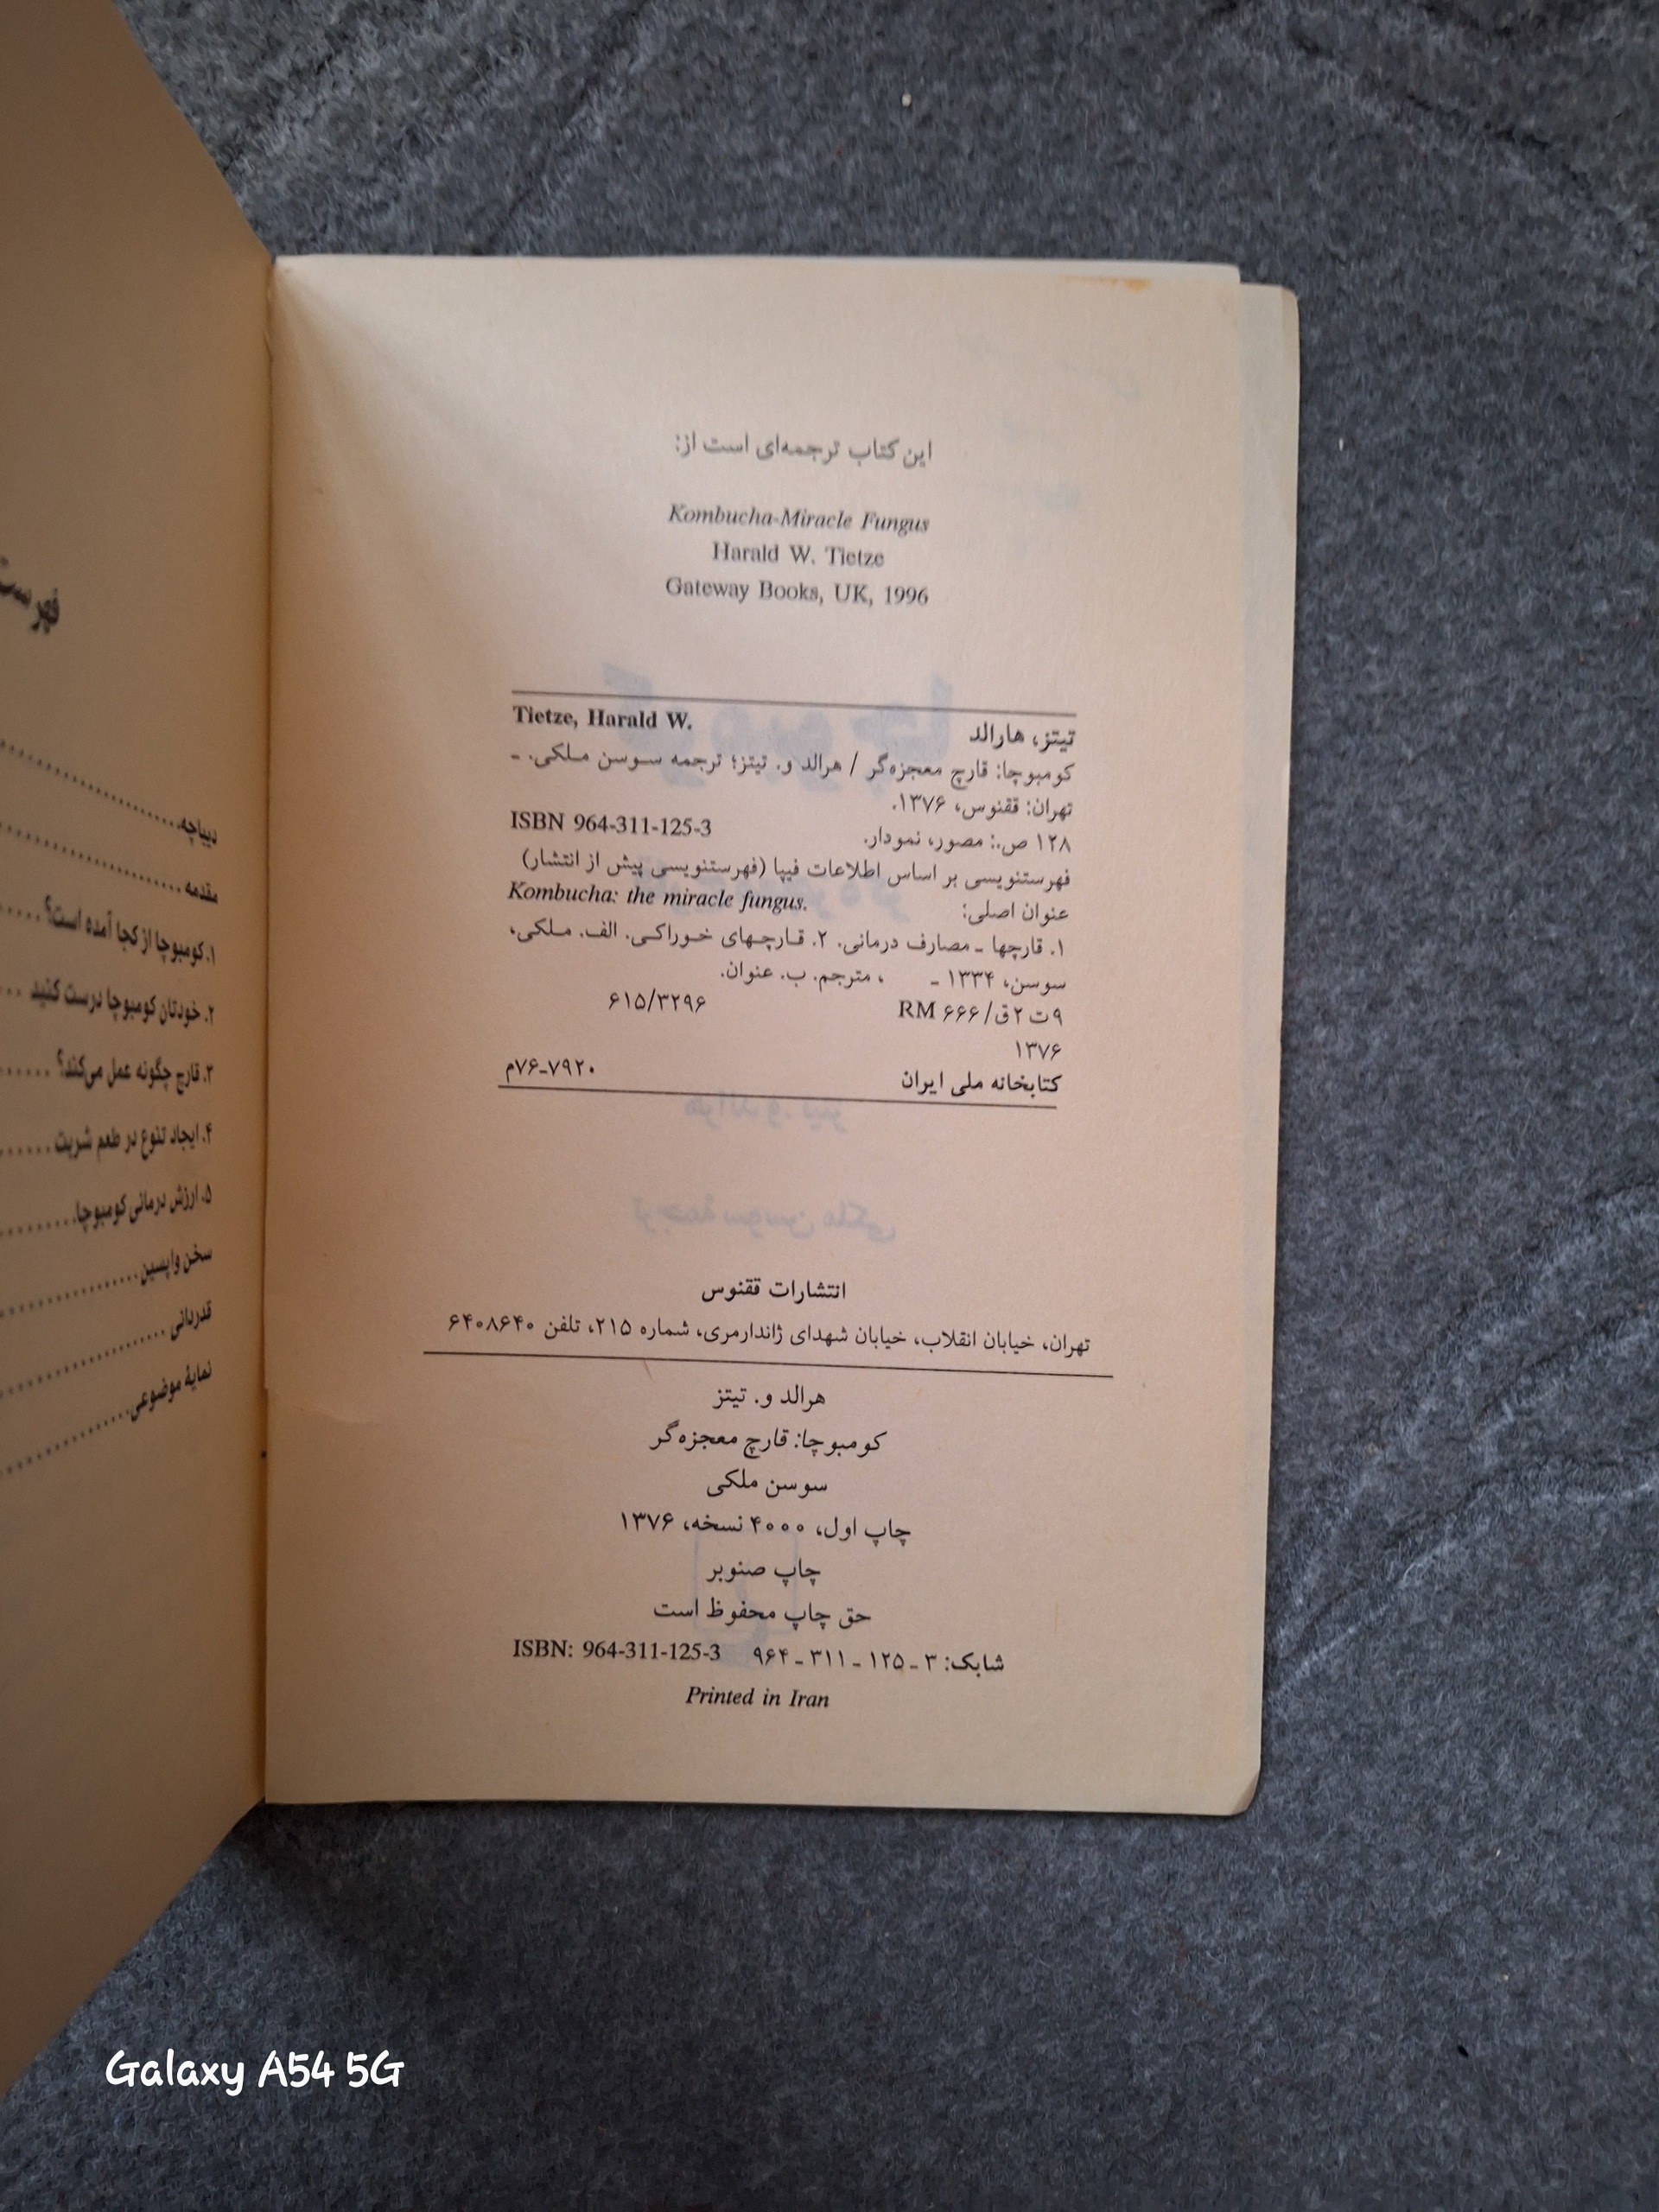 این کتاب ترجمه‌ای است از:
Kombucha-Miracle Fungus
Harald W. Tietze
Gateway Books, UK, 1996
تیتز، هارالد Tietze, Harald W.
کومبوچا: قارچ معجزه‌گر / هرالد و. تیتز؛ ترجمه سوسن ملکی. ـ
تهران: ققنوس، ۱۳۷۶.
۱۲۸ ص.: مصور، نمودار. ISBN 964-311-125-3
فهرستنویسی بر اساس اطلاعات فیپا (فهرستنویسی پیش از انتشار)
عنوان اصلی: Kombucha: the miracle fungus.
۱. قارچها ـ مصارف درمانی. ۲. قارچهای خوراکی. الف. ملکی،
سوسن، ۱۳۳۴ ـ ، مترجم. ب. عنوان.
۹ت۲ق/۶۶۶ RM ۶۱۵/۳۲۹۶
۱۳۷۶
کتابخانه ملی ایران ۷۹۲۰ـ۷۶م
انتشارات ققنوس
تهران، خیابان انقلاب، خیابان شهدای ژاندارمری، شماره ۲۱۵، تلفن ۶۴۰۸۶۴۰
هرالد و. تیتز
کومبوچا: قارچ معجزه‌گر
سوسن ملکی
چاپ اول، ۴۰۰۰ نسخه، ۱۳۷۶
چاپ صنوبر
حق چاپ محفوظ است
شابک: ۳ ـ ۱۲۵ ـ ۳۱۱ ـ ۹۶۴ ISBN: 964-311-125-3
Printed in Iran
فهرست
دیباچه
مقدمه
۱. کومبوچا از کجا آمده است؟
۲. خودتان کومبوچا درست کنید
۳. قارچ چگونه عمل می‌کند؟
۴. ایجاد تنوع در طعم شربت
۵. ارزش درمانی کومبوچا
سخن واپسین
قدردانی
نمایهٔ موضوعی
Galaxy A54 5G